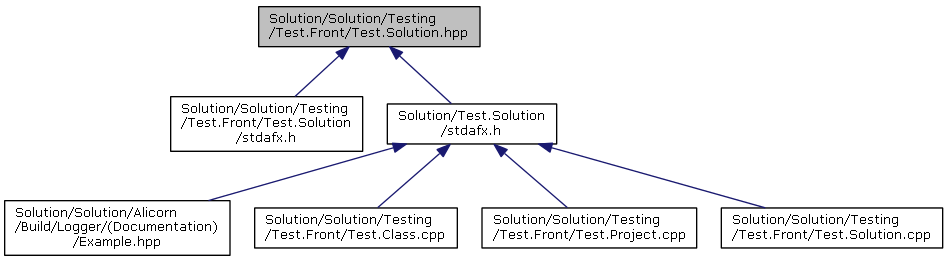 Solution/Solution/Testing
/Test.Front/Test.Solution.hpp
Solution/Solution/Testing
/Test.Front/Test.Solution
/stdafx.h
Solution/Test.Solution
/stdafx.h
Solution/Solution/Alicorn
/Build/Logger/(Documentation)
/Example.hpp
Solution/Solution/Testing
/Test.Front/Test.Class.cpp
Solution/Solution/Testing
/Test.Front/Test.Project.cpp
Solution/Solution/Testing
/Test.Front/Test.Solution.cpp